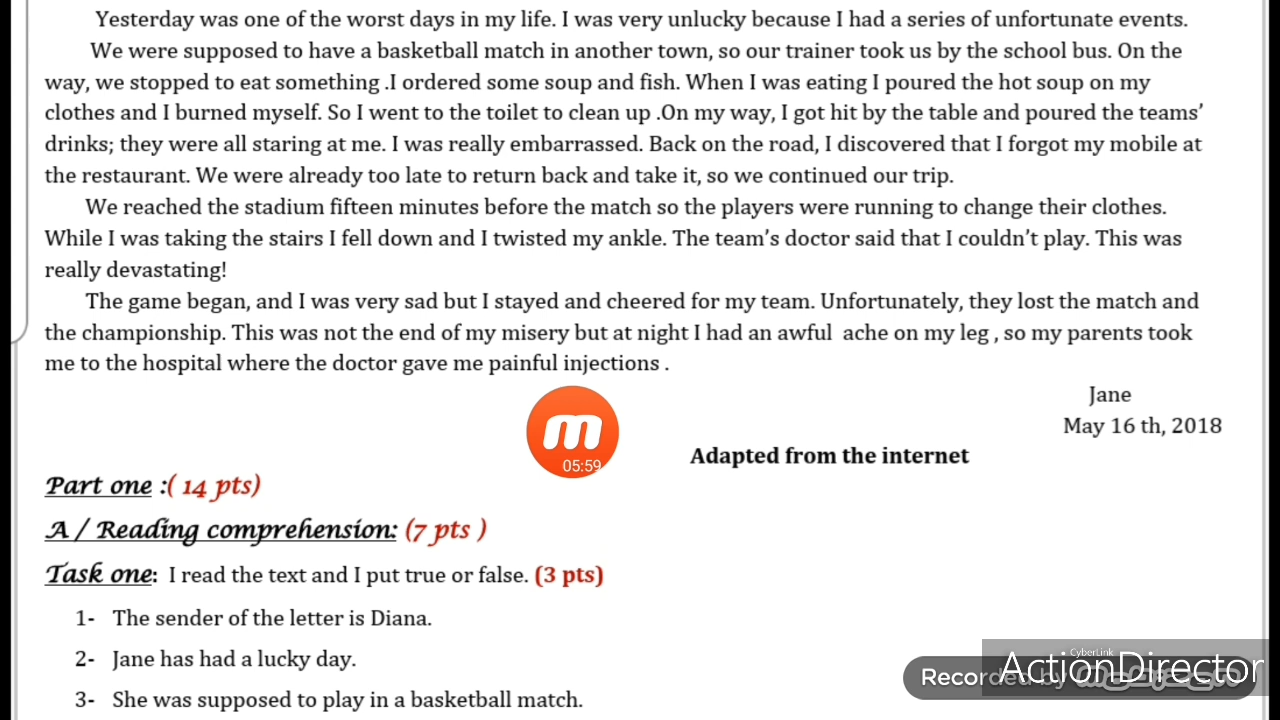 Yesterday was one of the worst days in my life. I was very unlucky because I had a series of unfortunate events.
We were supposed to have a basketball match in another town, so our trainer took us by the school bus. On the
way, we stopped to eat something .I ordered some soup and fish. When I was eating I poured the hot soup on my
clothes and I burned myself. So I went to the toilet to clean up .On my way, I got hit by the table and poured the teams’
drinks; they were all staring at me. I was really embarrassed. Back on the road, I discovered that I forgot my mobile at
the restaurant. We were already too late to return back and take it, so we continued our trip.
We reached the stadium fifteen minutes before the match so the players were running to change their clothes.
While I was taking the stairs I fell down and I twisted my ankle. The team’s doctor said that I couldn’t play. This was
really devastating!
The game began, and I was very sad but I stayed and cheered for my team. Unfortunately, they lost the match and
the championship. This was not the end of my misery but at night I had an awful ache on my leg , so my parents took
me to the hospital where the doctor gave me painful injections .
Jane
May 16 th, 2018
m
05:59
Adapted from the internet
Part one :( 14 pts)
A / Reading comprehension: (7 pts )
Task one: I read the text and I put true or false. (3 pts)
1- The sender of the letter is Diana.
2- Jane has had a lucky day.
3- She was supposed to play in a basketball match.
CyberLink
ActionDirector
Recorded by